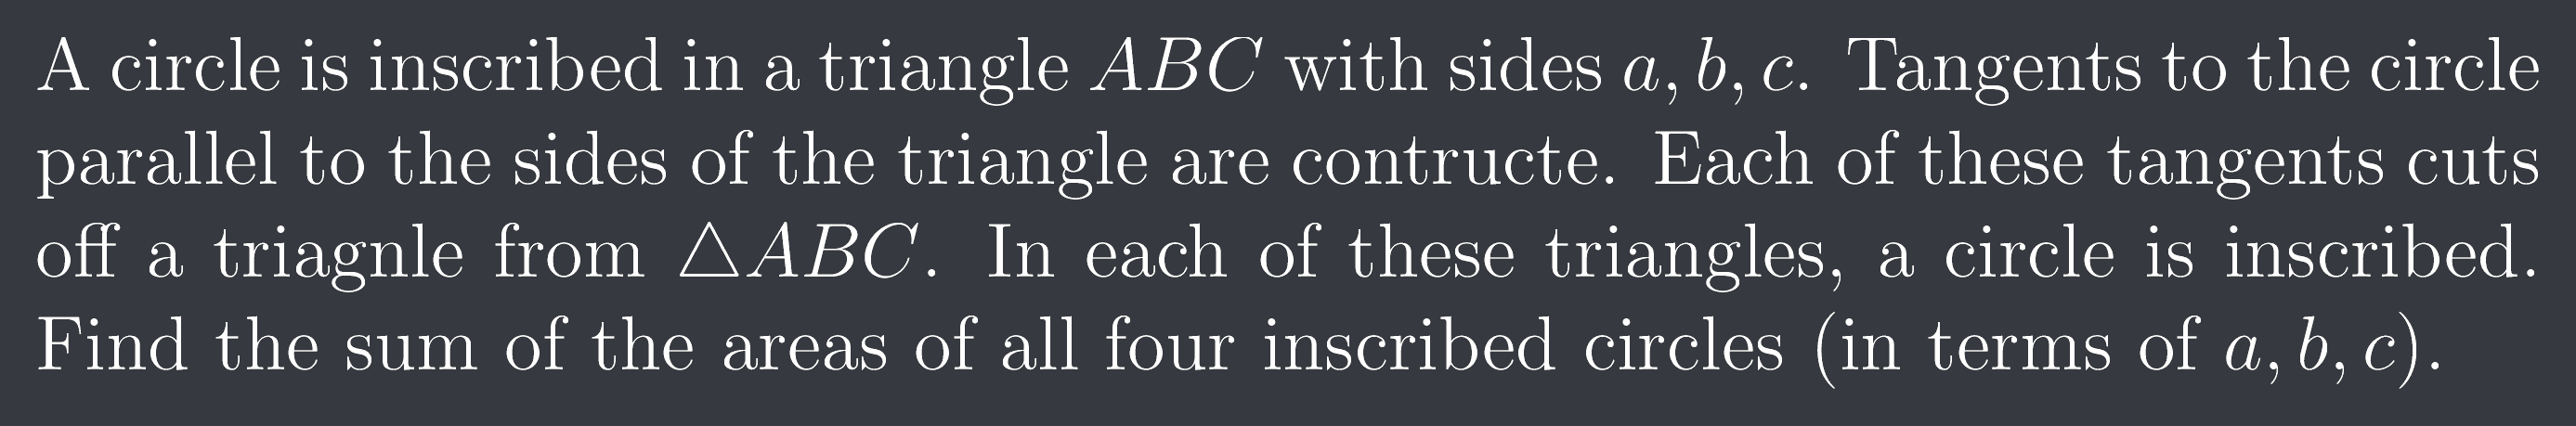 A circle is inscribed in a triangle ABC with sides a, b, c. Tangents to the circle
parallel to the sides of the triangle are contructe. Each of these tangents cuts
off a triagnle from △ABC. In each of these triangles, a circle is inscribed.
Find the sum of the areas of all four inscribed circles (in terms of a, b, c).